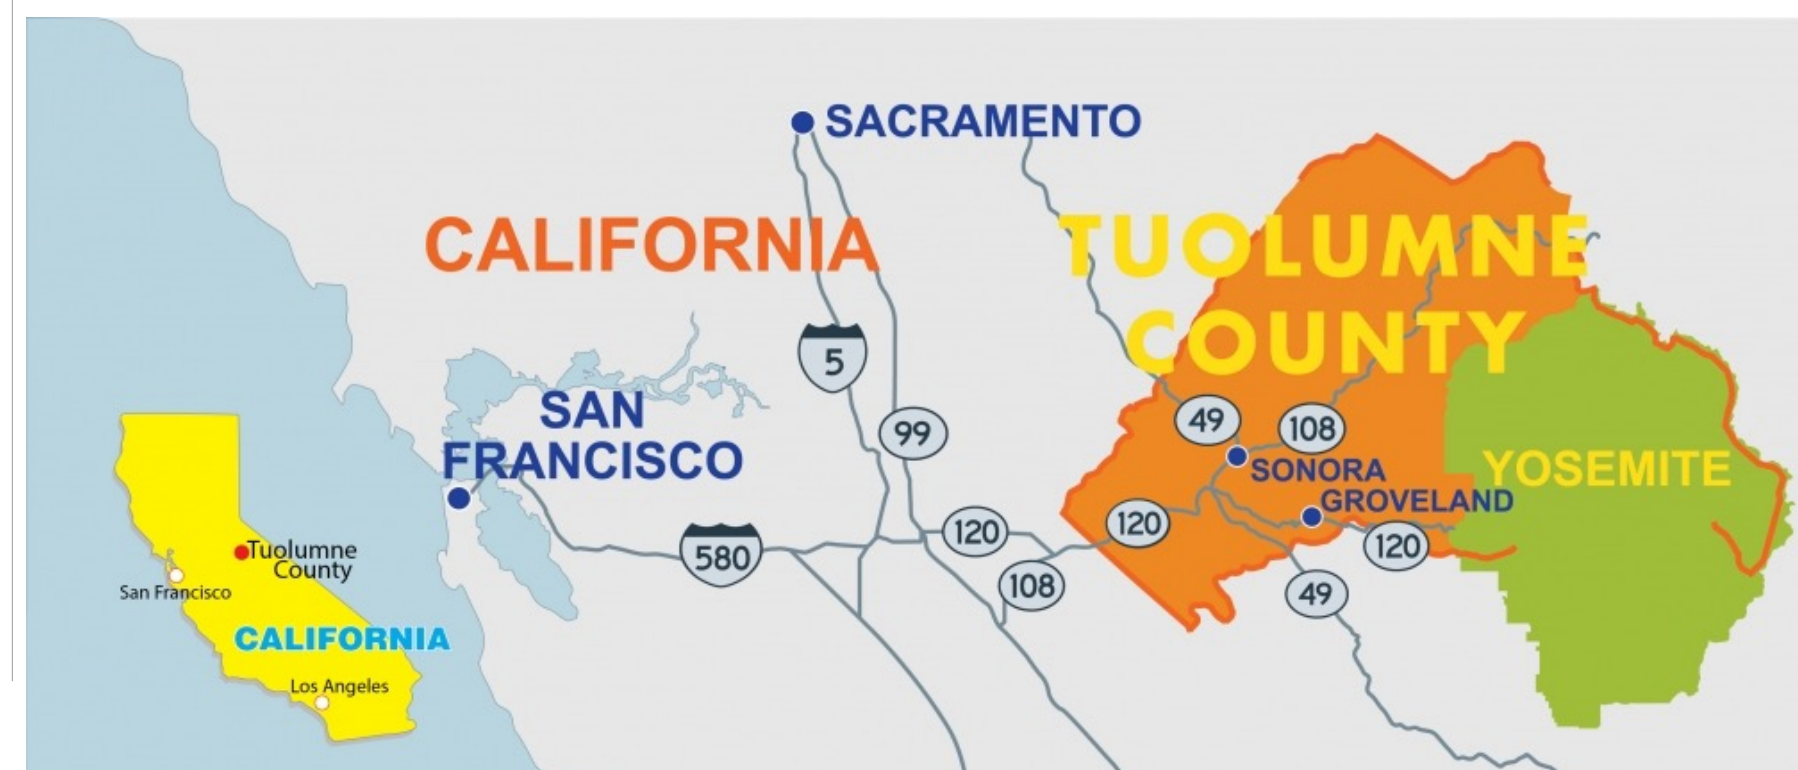 SACRAMENTO
CALIFORNIA
TUOLUMNE
COUNTY
5
SAN
FRANCISCO
99
49
108
SONORA
GROVELAND
YOSEMITE
120
120
120
580
108
49
Tuolumne
County
San Francisco
CALIFORNIA
Los Angeles